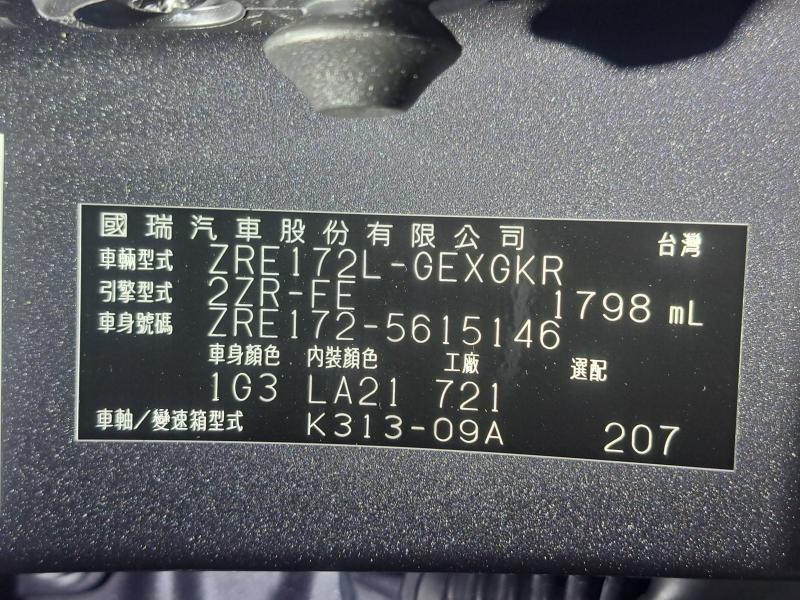 國瑞汽車股份有限公司 台灣
車輛型式 ZRE172L-GEXGKR
引擎型式 2ZR-FE 1798 mL
車身號碼 ZRE172-5615146
車身顏色 內裝顏色 工廠 選配
1G3 LA21 721
車軸/變速箱型式 K313-09A 207